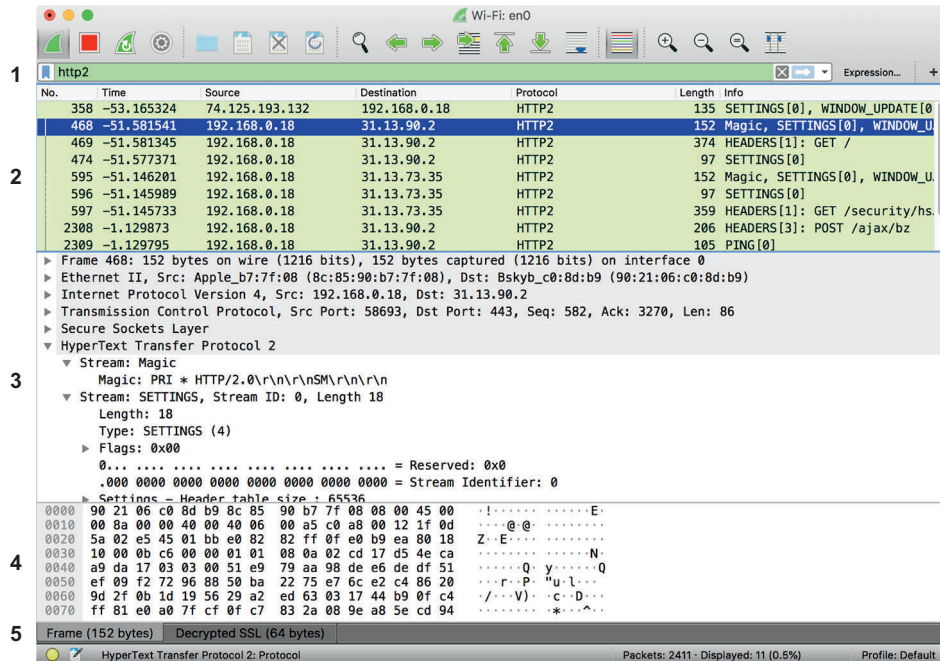 Wi-Fi: en0
1
http2
Expression...
+
No. Time Source Destination Protocol Length Info
358 -53.165324 74.125.193.132 192.168.0.18 HTTP2 135 SETTINGS[0], WINDOW_UPDATE[0
468 -51.581541 192.168.0.18 31.13.90.2 HTTP2 152 Magic, SETTINGS[0], WINDOW_U.
469 -51.581345 192.168.0.18 31.13.90.2 HTTP2 374 HEADERS[1]: GET /
474 -51.577371 192.168.0.18 31.13.90.2 HTTP2 97 SETTINGS[0]
2
595 -51.146201 192.168.0.18 31.13.73.35 HTTP2 152 Magic, SETTINGS[0], WINDOW_U.
596 -51.145989 192.168.0.18 31.13.73.35 HTTP2 97 SETTINGS[0]
597 -51.145733 192.168.0.18 31.13.73.35 HTTP2 359 HEADERS[1]: GET /security/hs.
2308 -1.129873 192.168.0.18 31.13.90.2 HTTP2 206 HEADERS[3]: POST /ajax/bz
2309 -1.129795 192.168.0.18 31.13.90.2 HTTP2 105 PING[0]
Frame 468: 152 bytes on wire (1216 bits), 152 bytes captured (1216 bits) on interface 0
Ethernet II, Src: Apple_b7:7f:08 (8c:85:90:b7:7f:08), Dst: Bskyb_c0:8d:b9 (90:21:06:c0:8d:b9)
Internet Protocol Version 4, Src: 192.168.0.18, Dst: 31.13.90.2
Transmission Control Protocol, Src Port: 58693, Dst Port: 443, Seq: 582, Ack: 3270, Len: 86
Secure Sockets Layer
HyperText Transfer Protocol 2
Stream: Magic
3
Magic: PRI * HTTP/2.0\r\n\r\nSM\r\n\r\n
Stream: SETTINGS, Stream ID: 0, Length 18
Length: 18
Type: SETTINGS (4)
Flags: 0x00
0... .... .... .... .... .... .... .... = Reserved: 0x0
.000 0000 0000 0000 0000 0000 0000 0000 = Stream Identifier: 0
Settings - Header table size : 65536
0000 90 21 06 c0 8d b9 8c 85 90 b7 7f 08 08 00 45 00 ·!······ ······E·
0010 00 8a 00 00 40 00 40 06 00 a5 c0 a8 00 12 1f 0d ····@·@· ········
0020 5a 02 e5 45 01 bb e0 82 82 ff 0f e0 b9 ea 80 18 Z··E···· ········
0030 10 00 0b c6 00 00 01 01 08 0a 02 cd 17 d5 4e ca ········ ······N·
4
0040 a9 da 17 03 03 00 51 e9 79 aa 98 de e6 de df 51 ······Q· y······Q
0050 ef 09 f2 72 96 88 50 ba 22 75 e7 6c e2 c4 86 20 ···r··P· "u·l···
0060 9d 2f 0b 1d 19 56 29 a2 ed 63 03 17 44 b9 0f c4 ·/···V)· ·c··D···
0070 ff 81 e0 a0 7f cf 0f c7 83 2a 08 9e a8 5e cd 94 ········ ·*···^··
5
Frame (152 bytes) Decrypted SSL (64 bytes)
HyperText Transfer Protocol 2: Protocol
Packets: 2411 · Displayed: 11 (0.5%)
Profile: Default